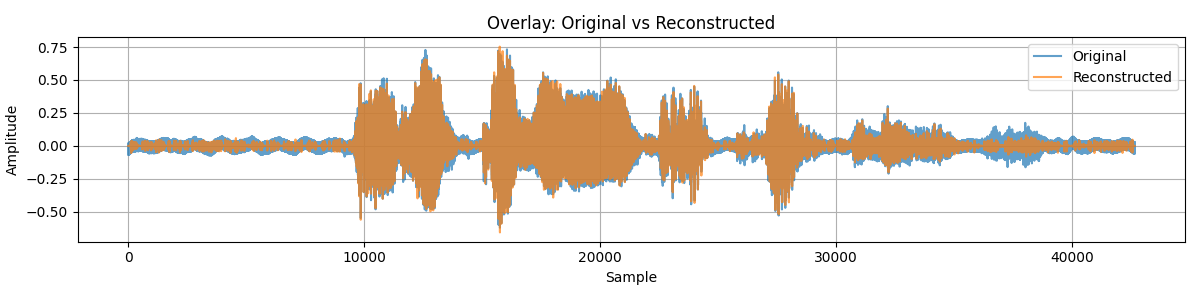 Overlay: Original vs Reconstructed
Original
Reconstructed
Amplitude
0.75
0.50
0.25
0.00
−0.25
−0.50
0
10000
20000
30000
40000
Sample